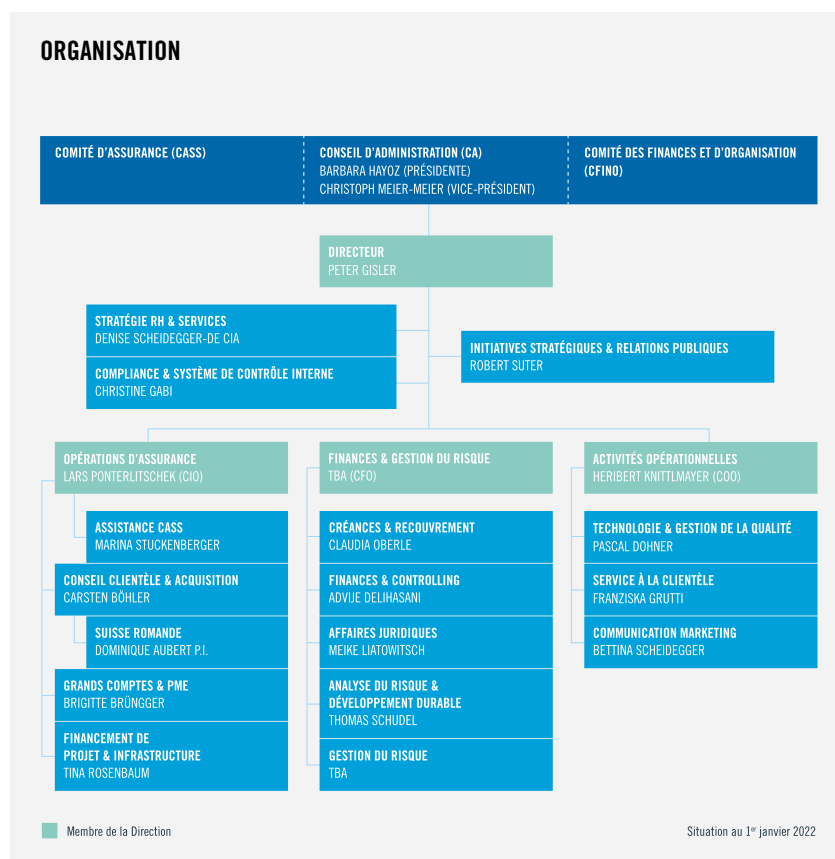 ORGANISATION
COMITÉ D'ASSURANCE (CASS)
CONSEIL D'ADMINISTRATION (CA)
BARBARA HAYOZ (PRÉSIDENTE)
CHRISTOPH MEIER-MEIER (VICE-PRÉSIDENT)
COMITÉ DES FINANCES ET D'ORGANISATION
(CFINO)
DIRECTEUR
PETER GISLER
STRATÉGIE RH & SERVICES
DENISE SCHEIDEGGER-DE CIA
COMPLIANCE & SYSTÈME DE CONTRÔLE INTERNE
CHRISTINE GABI
INITIATIVES STRATÉGIQUES & RELATIONS PUBLIQUES
ROBERT SUTER
OPÉRATIONS D'ASSURANCE
LARS PONTERLITSCHEK (CIO)
ASSISTANCE CASS
MARINA STUCKENBERGER
CONSEIL CLIENTÈLE & ACQUISITION
CARSTEN BÖHLER
SUISSE ROMANDE
DOMINIQUE AUBERT P.I.
GRANDS COMPTES & PME
BRIGITTE BRÜNGGER
FINANCEMENT DE
PROJET & INFRASTRUCTURE
TINA ROSENBAUM
FINANCES & GESTION DU RISQUE
TBA (CFO)
CRÉANCES & RECOUVREMENT
CLAUDIA OBERLE
FINANCES & CONTROLLING
ADVIJE DELIHASANI
AFFAIRES JURIDIQUES
MEIKE LIATOWITSCH
ANALYSE DU RISQUE &
DÉVELOPPEMENT DURABLE
THOMAS SCHUDEL
GESTION DU RISQUE
TBA
ACTIVITÉS OPÉRATIONNELLES
HERIBERT KNITTLMAYER (COO)
TECHNOLOGIE & GESTION DE LA QUALITÉ
PASCAL DOHNER
SERVICE À LA CLIENTÈLE
FRANZISKA GRUTTI
COMMUNICATION MARKETING
BETTINA SCHEIDEGGER
Membre de la Direction
Situation au 1er janvier 2022